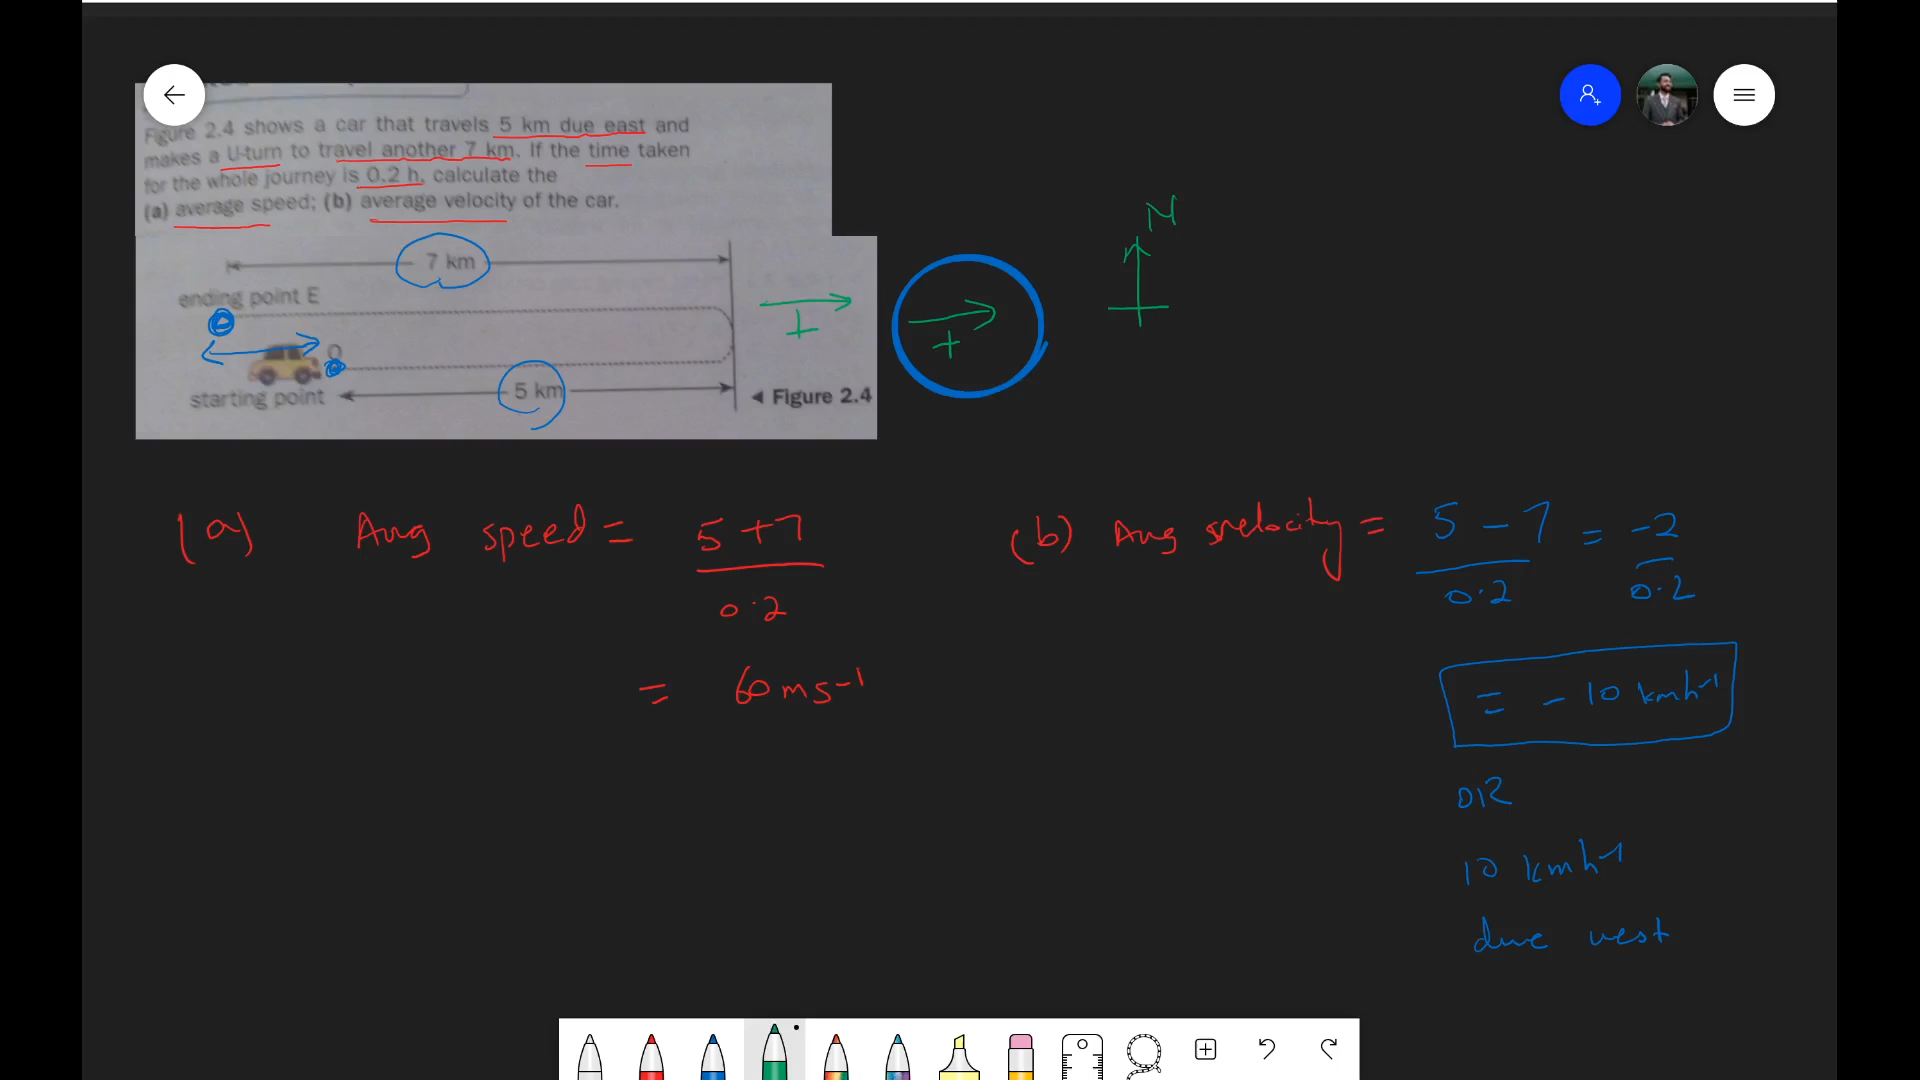 Figure 2.4 shows a car that travels 5 km due east and
makes a U-turn to travel another 7 km. If the time taken
for the whole journey is 0.2 h, calculate the
(a) average speed; (b) average velocity of the car.
7 km
ending point E
O
starting point
5 km
◄ Figure 2.4
+
+
N
(a) Avg speed = 5+7
0.2
= 60 ms-1
(b) Avg velocity = 5 - 7 = -2
0.2 0.2
= - 10 kmh-1
OR
10 kmh-1
due west